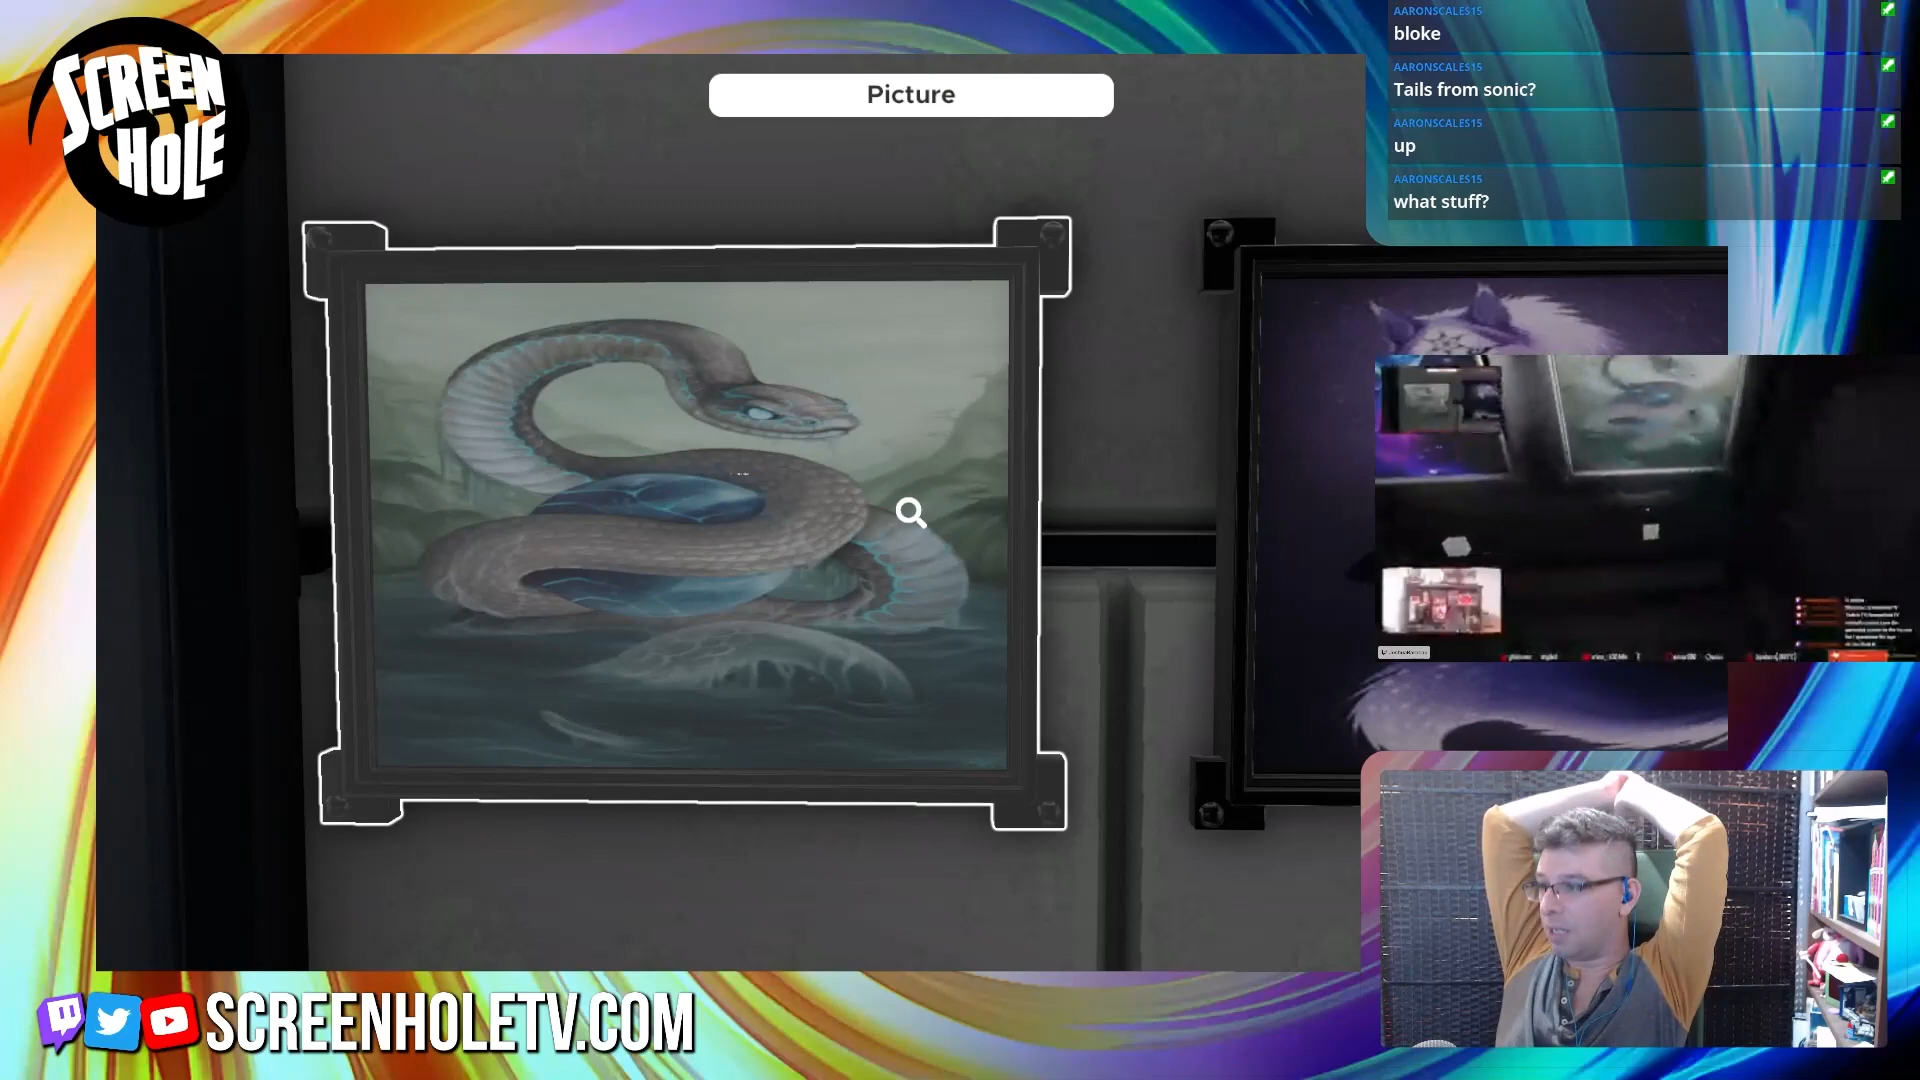 SCREEN
HOLE
Picture
AARONSCALES15
bloke
AARONSCALES15
Tails from sonic?
AARONSCALES15
up
AARONSCALES15
what stuff?
SCREENHOLETV.COM